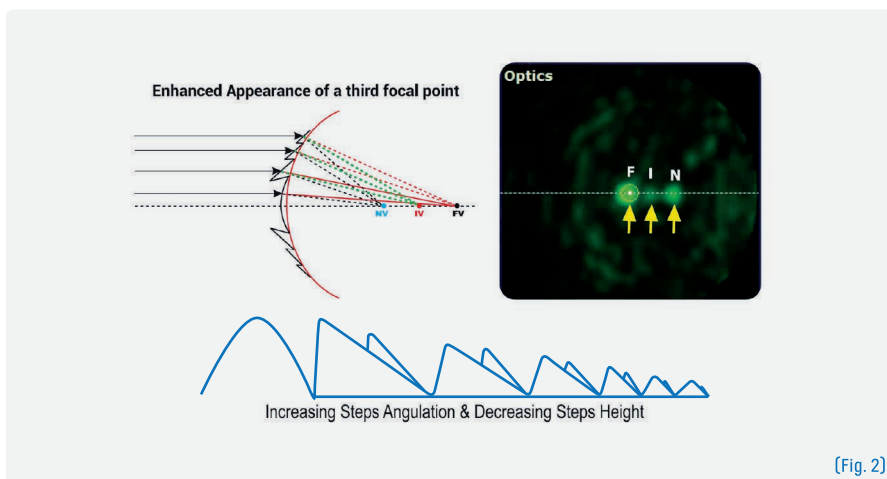 Optics
Enhanced Appearance of a third focal point
F I N
NV IV FV
Increasing Steps Angulation & Decreasing Steps Height
(Fig. 2)